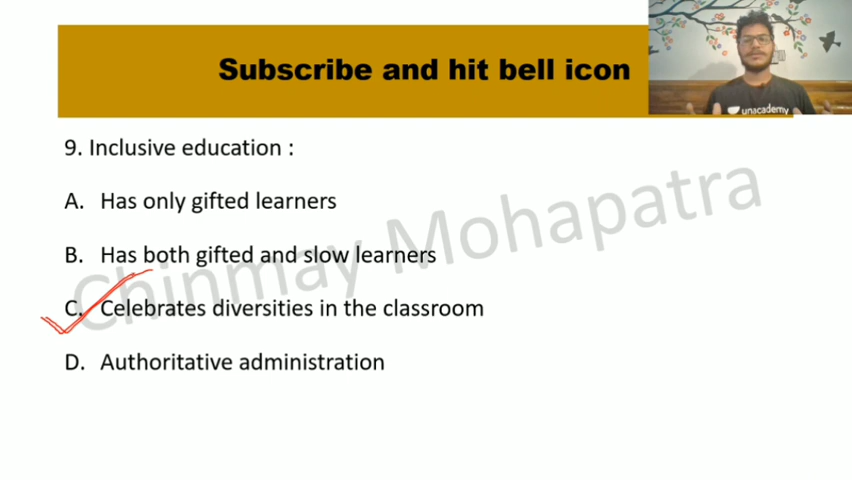 Subscribe and hit bell icon
unacademy
9. Inclusive education :
A. Has only gifted learners
B. Has both gifted and slow learners
C. Celebrates diversities in the classroom
D. Authoritative administration
Chinmay Mohapatra